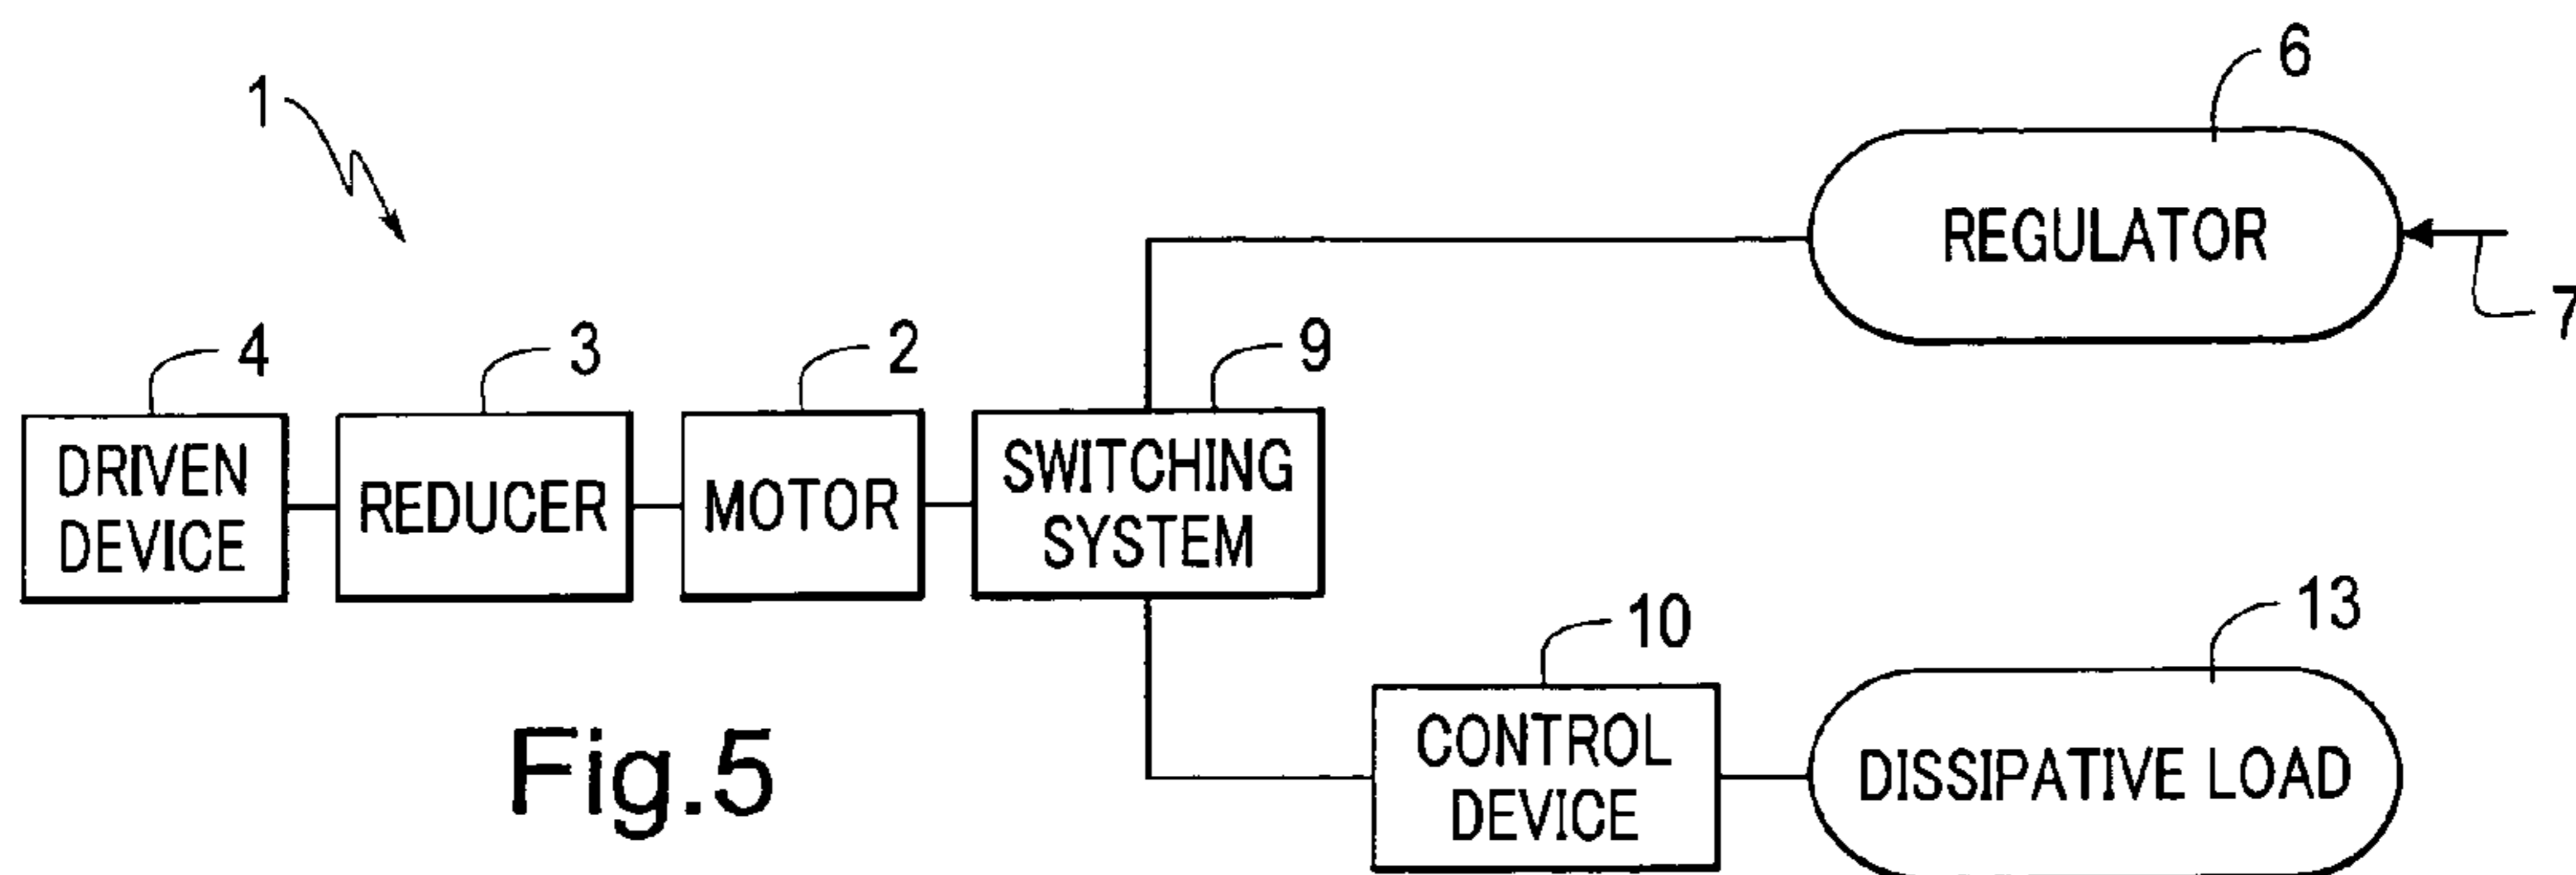 1
6
REGULATOR
7
4
3
2
9
DRIVEN
DEVICE
REDUCER
MOTOR
SWITCHING
SYSTEM
10
13
CONTROL
DEVICE
DISSIPATIVE LOAD
Fig.5